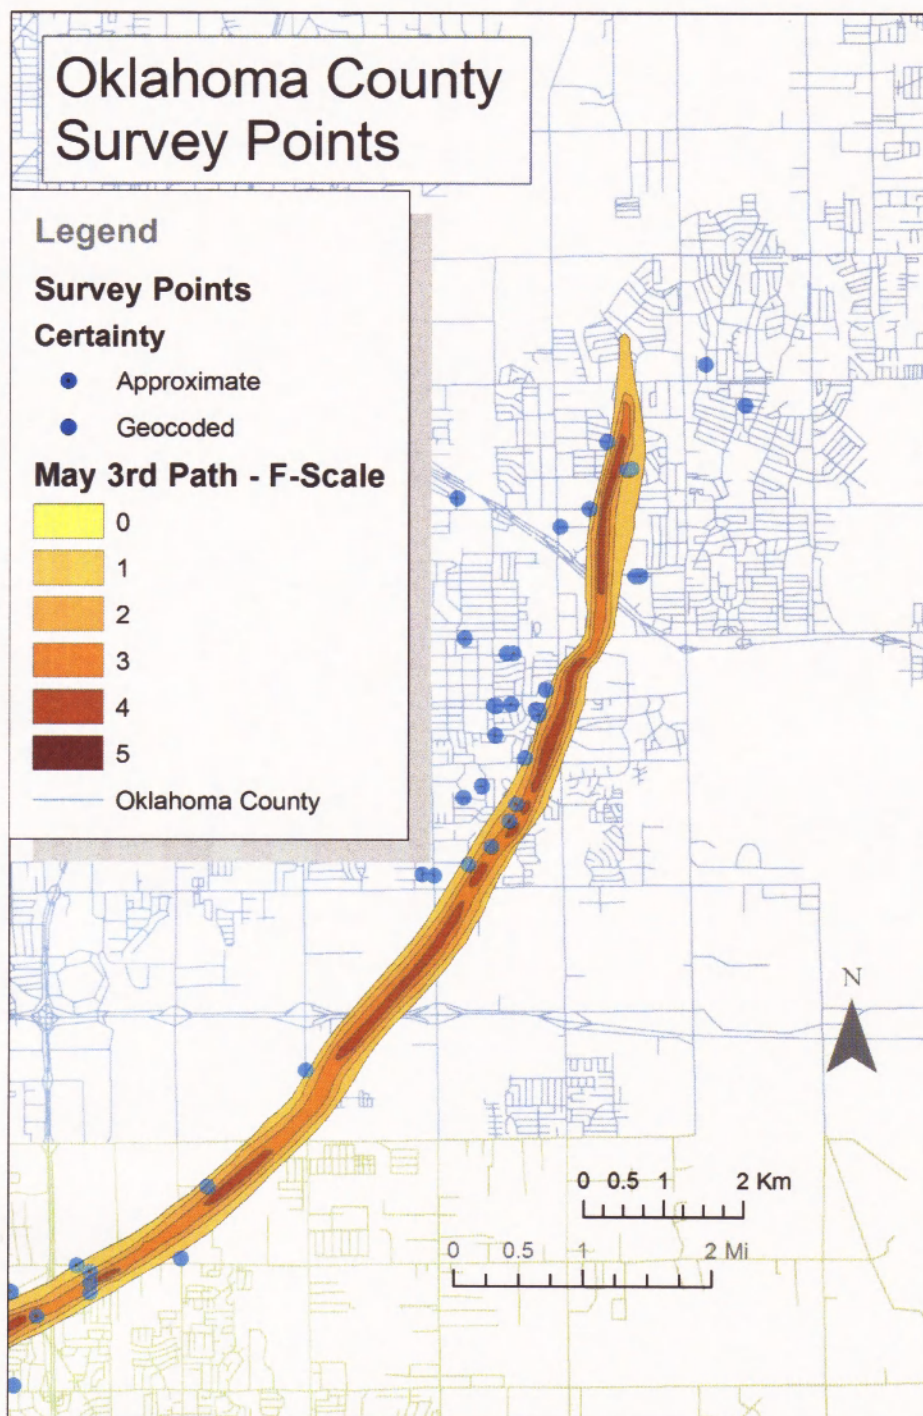 Oklahoma County
Survey Points
Legend
Survey Points
Certainty
Approximate
Geocoded
May 3rd Path - F-Scale
0
1
2
3
4
5
Oklahoma County
N
0 0.5 1 2 Km
0 0.5 1 2 Mi